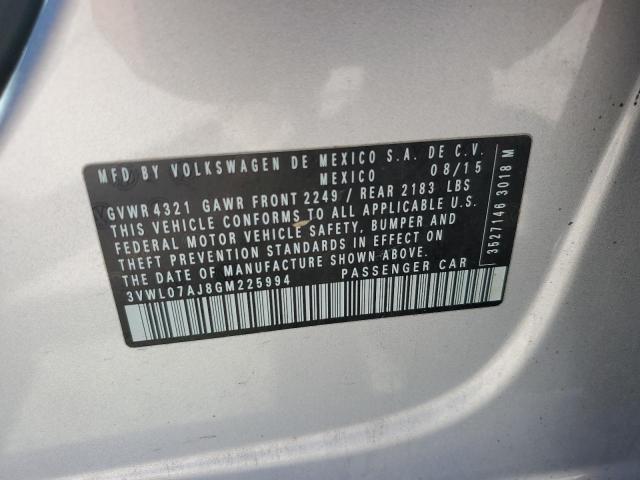 MFD BY VOLKSWAGEN DE MEXICO S.A. DE C.V.
MEXICO 08/15
GVWR 4321 GAWR FRONT 2249 / REAR 2183 LBS
THIS VEHICLE CONFORMS TO ALL APPLICABLE U.S.
FEDERAL MOTOR VEHICLE SAFETY, BUMPER AND
THEFT PREVENTION STANDARDS IN EFFECT ON
THE DATE OF MANUFACTURE SHOWN ABOVE.
3VWL07AJ8GM225994 PASSENGER CAR
3527146 3018 M